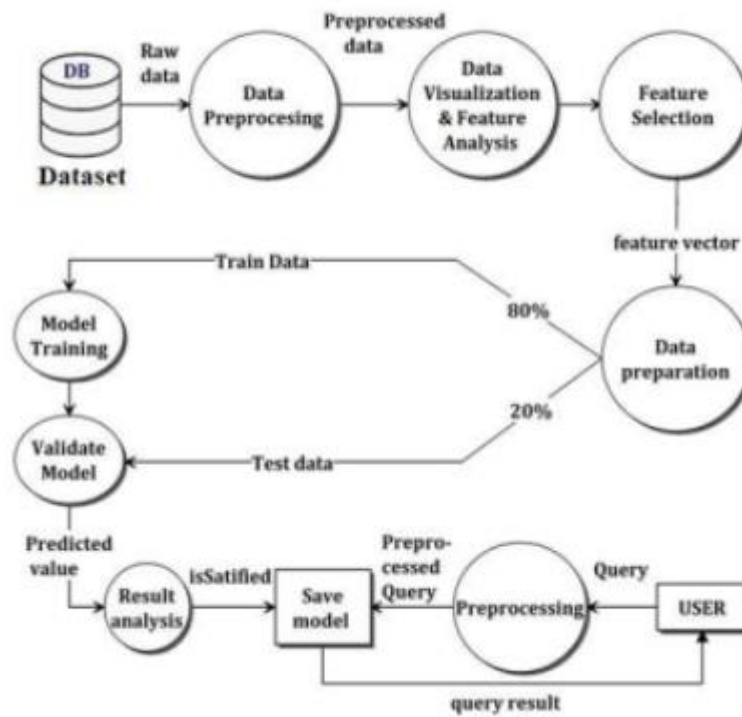 DB
Dataset
Raw
data
Data
Preprocesing
Preprocessed
data
Data
Visualization
& Feature
Analysis
Feature
Selection
feature vector
Data
preparation
80%
Train Data
20%
Test data
Model
Training
Validate
Model
Predicted
value
Result
analysis
isSatified
Save
model
Prepro-
cessed
Query
Preprocessing
Query
USER
query result